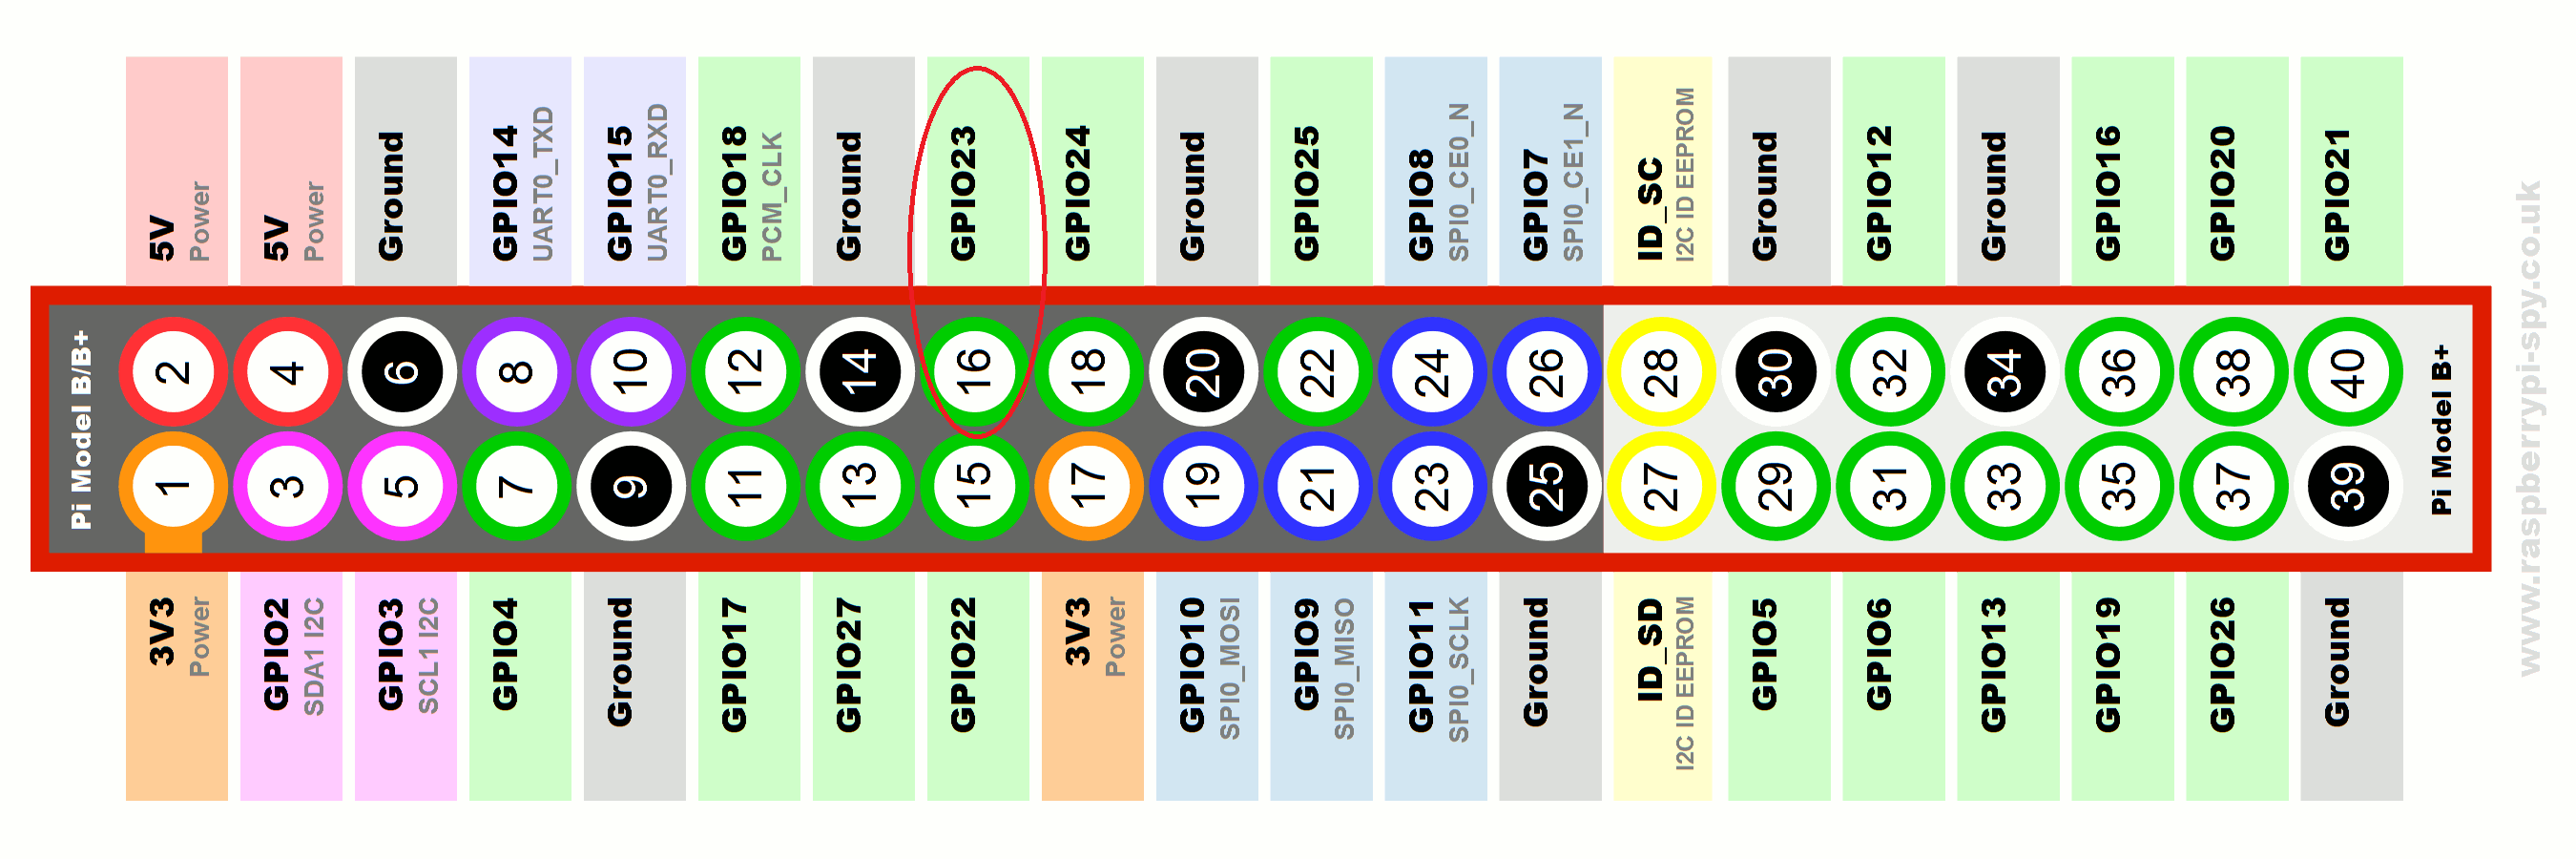 5V
Power
5V
Power
Ground
GPIO14
UART0_TXD
GPIO15
UART0_RXD
GPIO18
PCM_CLK
Ground
GPIO23
GPIO24
Ground
GPIO25
GPIO8
SPI0_CE0_N
GPIO7
SPI0_CE1_N
ID_SC
I2C ID EEPROM
Ground
GPIO12
Ground
GPIO16
GPIO20
GPIO21
Pi Model B/B+
2 4 6 8 10 12 14 16 18 20 22 24 26 28 30 32 34 36 38 40
1 3 5 7 9 11 13 15 17 19 21 23 25 27 29 31 33 35 37 39
Pi Model B+
3V3
Power
GPIO2
SDA1 I2C
GPIO3
SCL1 I2C
GPIO4
Ground
GPIO17
GPIO27
GPIO22
3V3
Power
GPIO10
SPI0_MOSI
GPIO9
SPI0_MISO
GPIO11
SPI0_SCLK
Ground
ID_SD
I2C ID EEPROM
GPIO5
GPIO6
GPIO13
GPIO19
GPIO26
Ground
www.raspberrypi-spy.co.uk